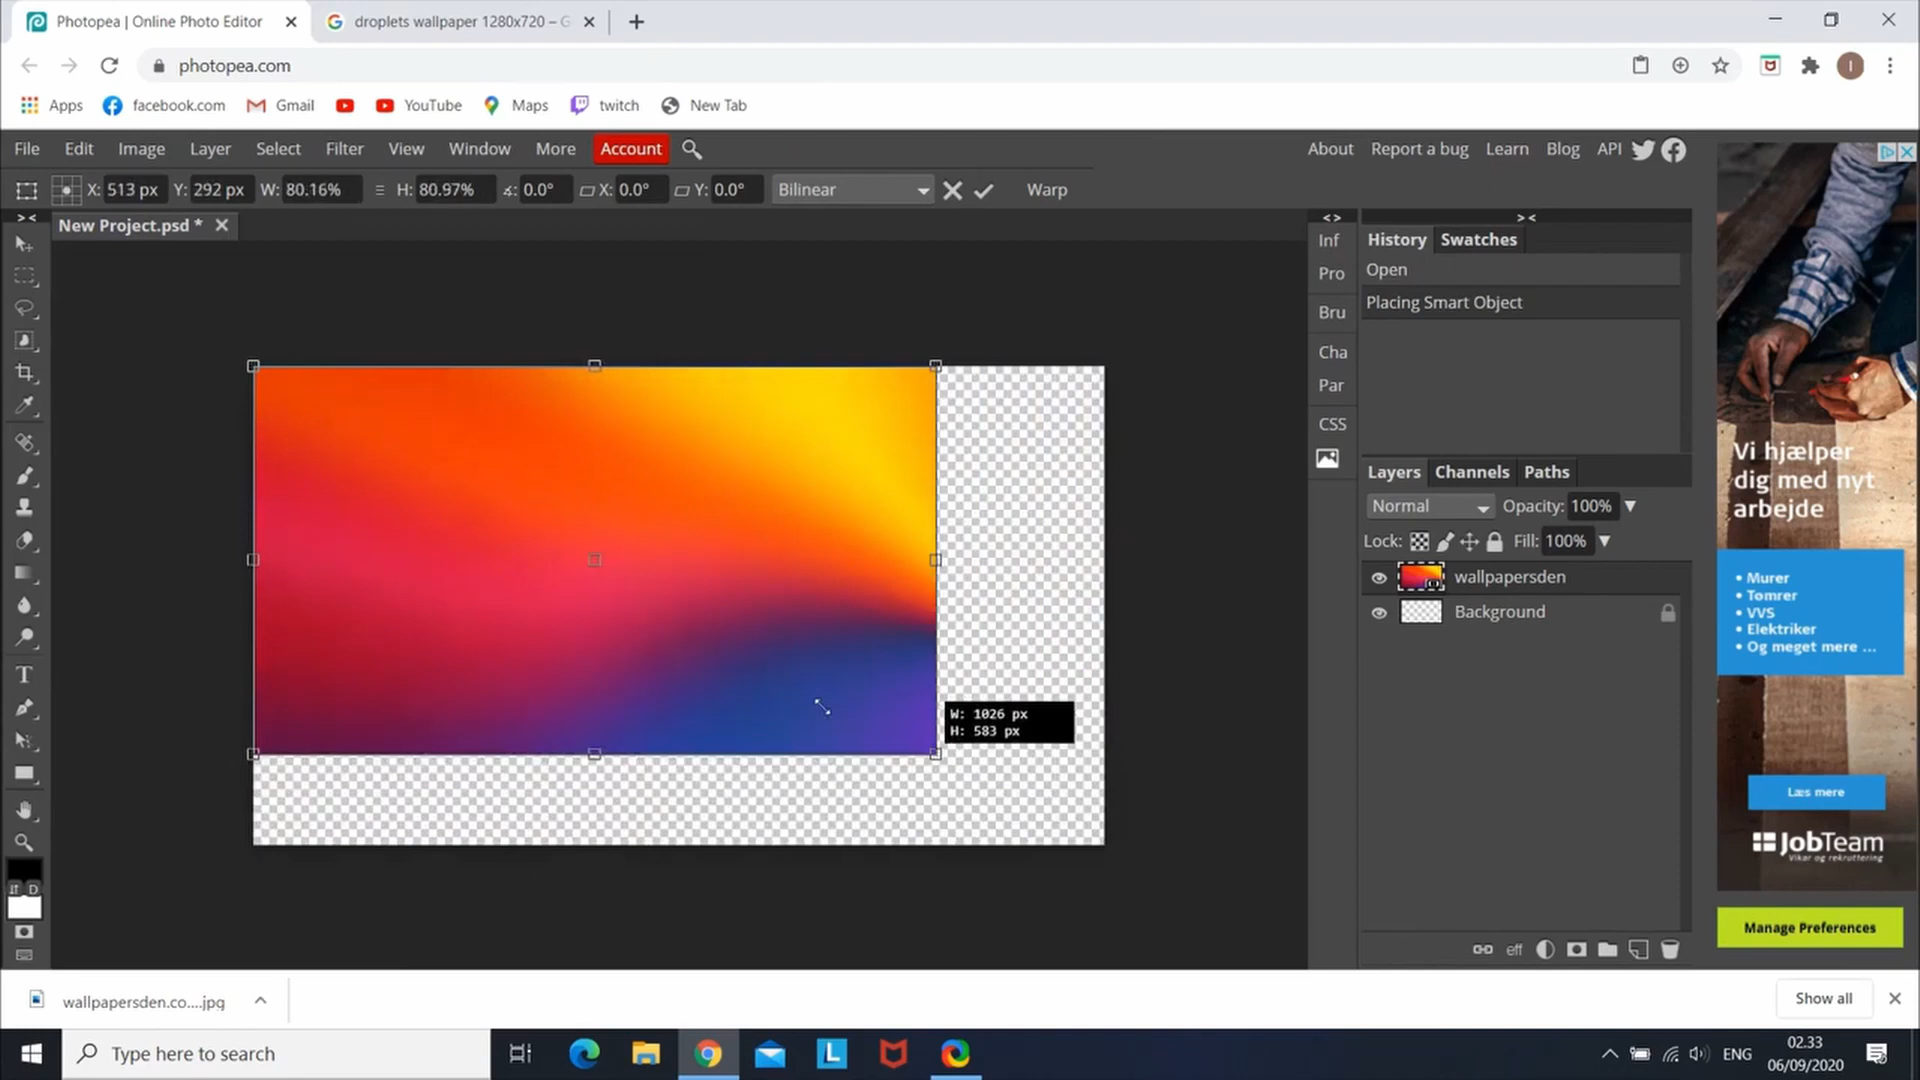 Photopea | Online Photo Editor
droplets wallpaper 1280x720 – G
photopea.com
I
Apps
facebook.com
Gmail
YouTube
Maps
twitch
New Tab
File
Edit
Image
Layer
Select
Filter
View
Window
More
Account
About
Report a bug
Learn
Blog
API
X: 513 px
Y: 292 px
W: 80.16%
H: 80.97%
0.0°
X: 0.0°
Y: 0.0°
Bilinear
Warp
> <
New Project.psd *
< >
> <
Inf
Pro
Bru
Cha
Par
CSS
History
Swatches
Open
Placing Smart Object
Layers
Channels
Paths
Normal
Opacity: 100%
Lock:
Fill: 100%
wallpapersden
Background
W: 1026 px
H: 583 px
T
D
eff
Vi hjælper
dig med nyt
arbejde
• Murer
• Tømrer
• VVS
• Elektriker
• Og meget mere ...
Læs mere
JobTeam
Vikar og rekruttering
Manage Preferences
wallpapersden.co....jpg
Show all
Type here to search
L
ENG
02.33
06/09/2020